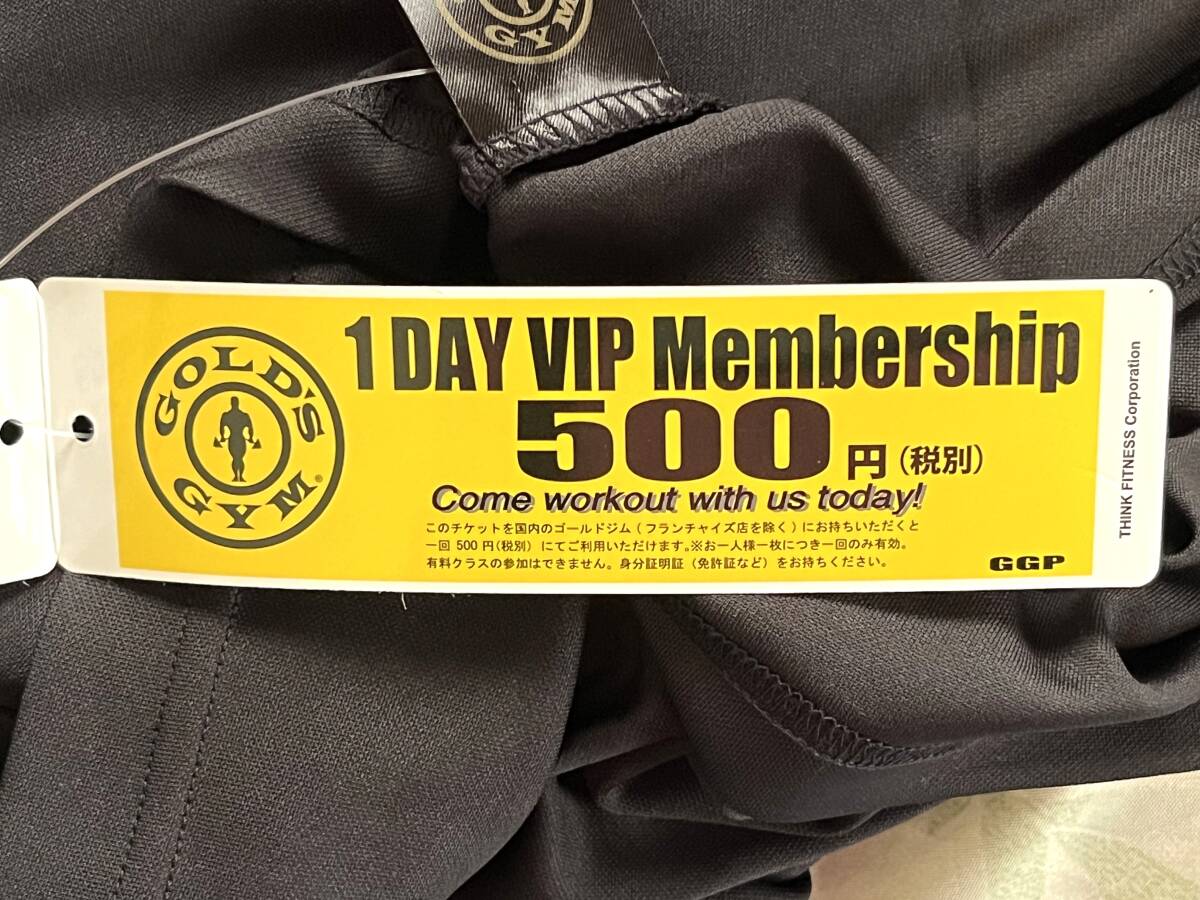 GYM
GOLD'S GYM®
1 DAY VIP Membership
500円(税別)
Come workout with us today!
このチケットを国内のゴールドジム(フランチャイズ店を除く)にお持ちいただくと
一回 500円(税別)にてご利用いただけます。※お一人様一枚につき一回のみ有効。
有料クラスの参加はできません。身分証明証(免許証など)をお持ちください。
GGP
THINK FITNESS Corporation